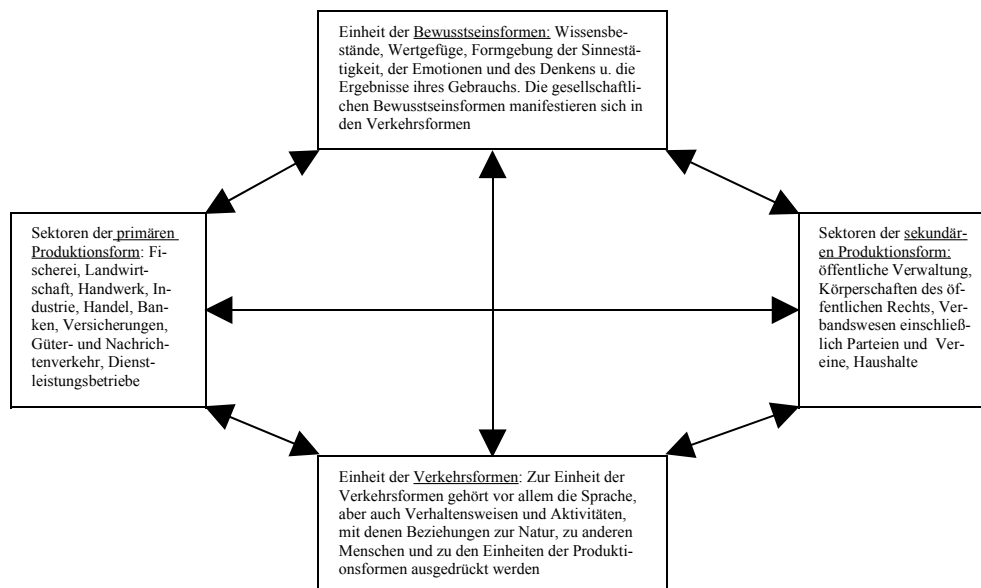 Einheit der Bewusstseinsformen: Wissensbe-
stände, Wertgefüge, Formgebung der Sinnestä-
tigkeit, der Emotionen und des Denkens u. die
Ergebnisse ihres Gebrauchs. Die gesellschaftli-
chen Bewusstseinsformen manifestieren sich in
den Verkehrsformen
Sektoren der primären
Produktionsform: Fi-
scherei, Landwirt-
schaft, Handwerk, In-
dustrie, Handel, Ban-
ken, Versicherungen,
Güter- und Nachrich-
tenverkehr, Dienst-
leistungsbetriebe
Sektoren der sekundär-
en Produktionsform:
öffentliche Verwaltung,
Körperschaften des öf-
fentlichen Rechts, Ver-
bandswesen einschließ-
lich Parteien und Ver-
eine, Haushalte
Einheit der Verkehrsformen: Zur Einheit der
Verkehrsformen gehört vor allem die Sprache,
aber auch Verhaltensweisen und Aktivitäten,
mit denen Beziehungen zur Natur, zu anderen
Menschen und zu den Einheiten der Produkti-
onsformen ausgedrückt werden